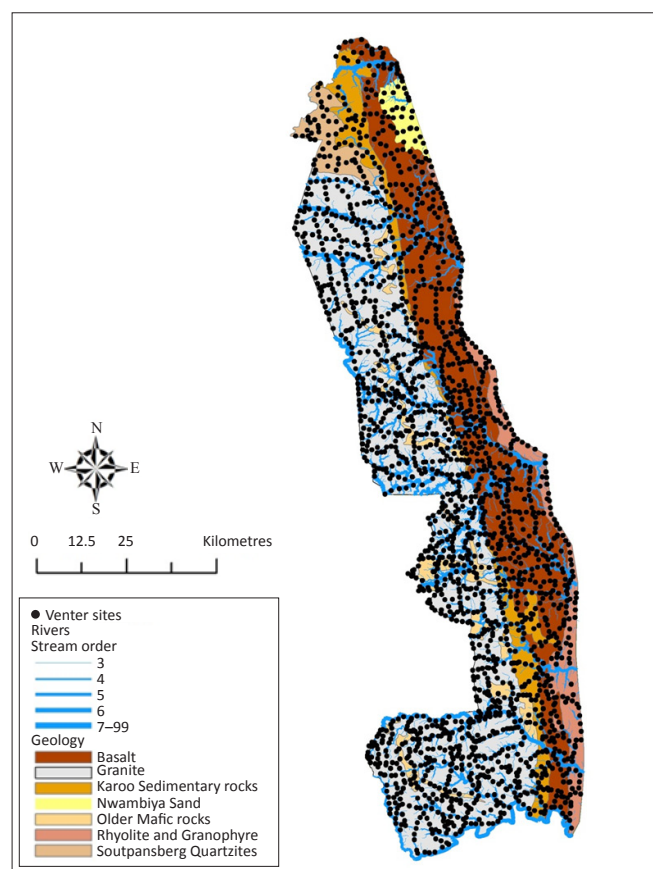 N
W E
S
0 12.5 25 Kilometres
Venter sites
Rivers
Stream order
3
4
5
6
7–99
Geology
Basalt
Granite
Karoo Sedimentary rocks
Nwambiya Sand
Older Mafic rocks
Rhyolite and Granophyre
Soutpansberg Quartzites